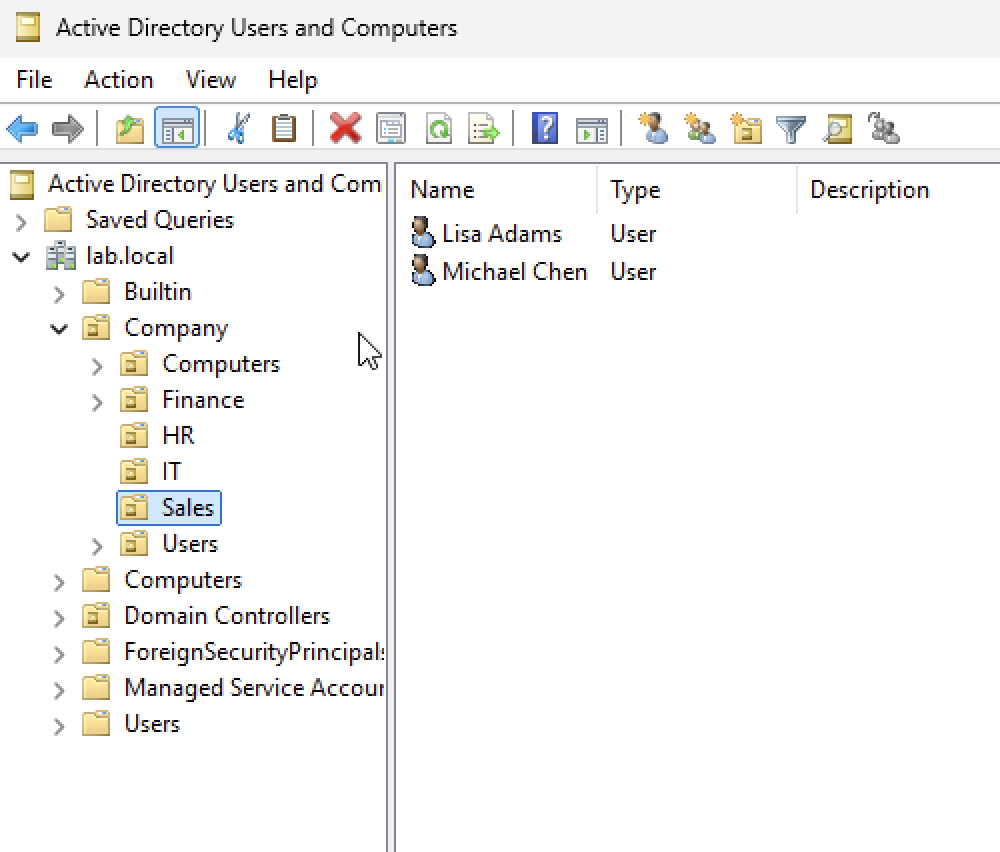 Active Directory Users and Computers
File Action View Help
Active Directory Users and Com
Saved Queries
lab.local
Builtin
Company
Computers
Finance
HR
IT
Sales
Users
Computers
Domain Controllers
ForeignSecurityPrincipals
Managed Service Accoun
Users
Name Type Description
Lisa Adams User
Michael Chen User